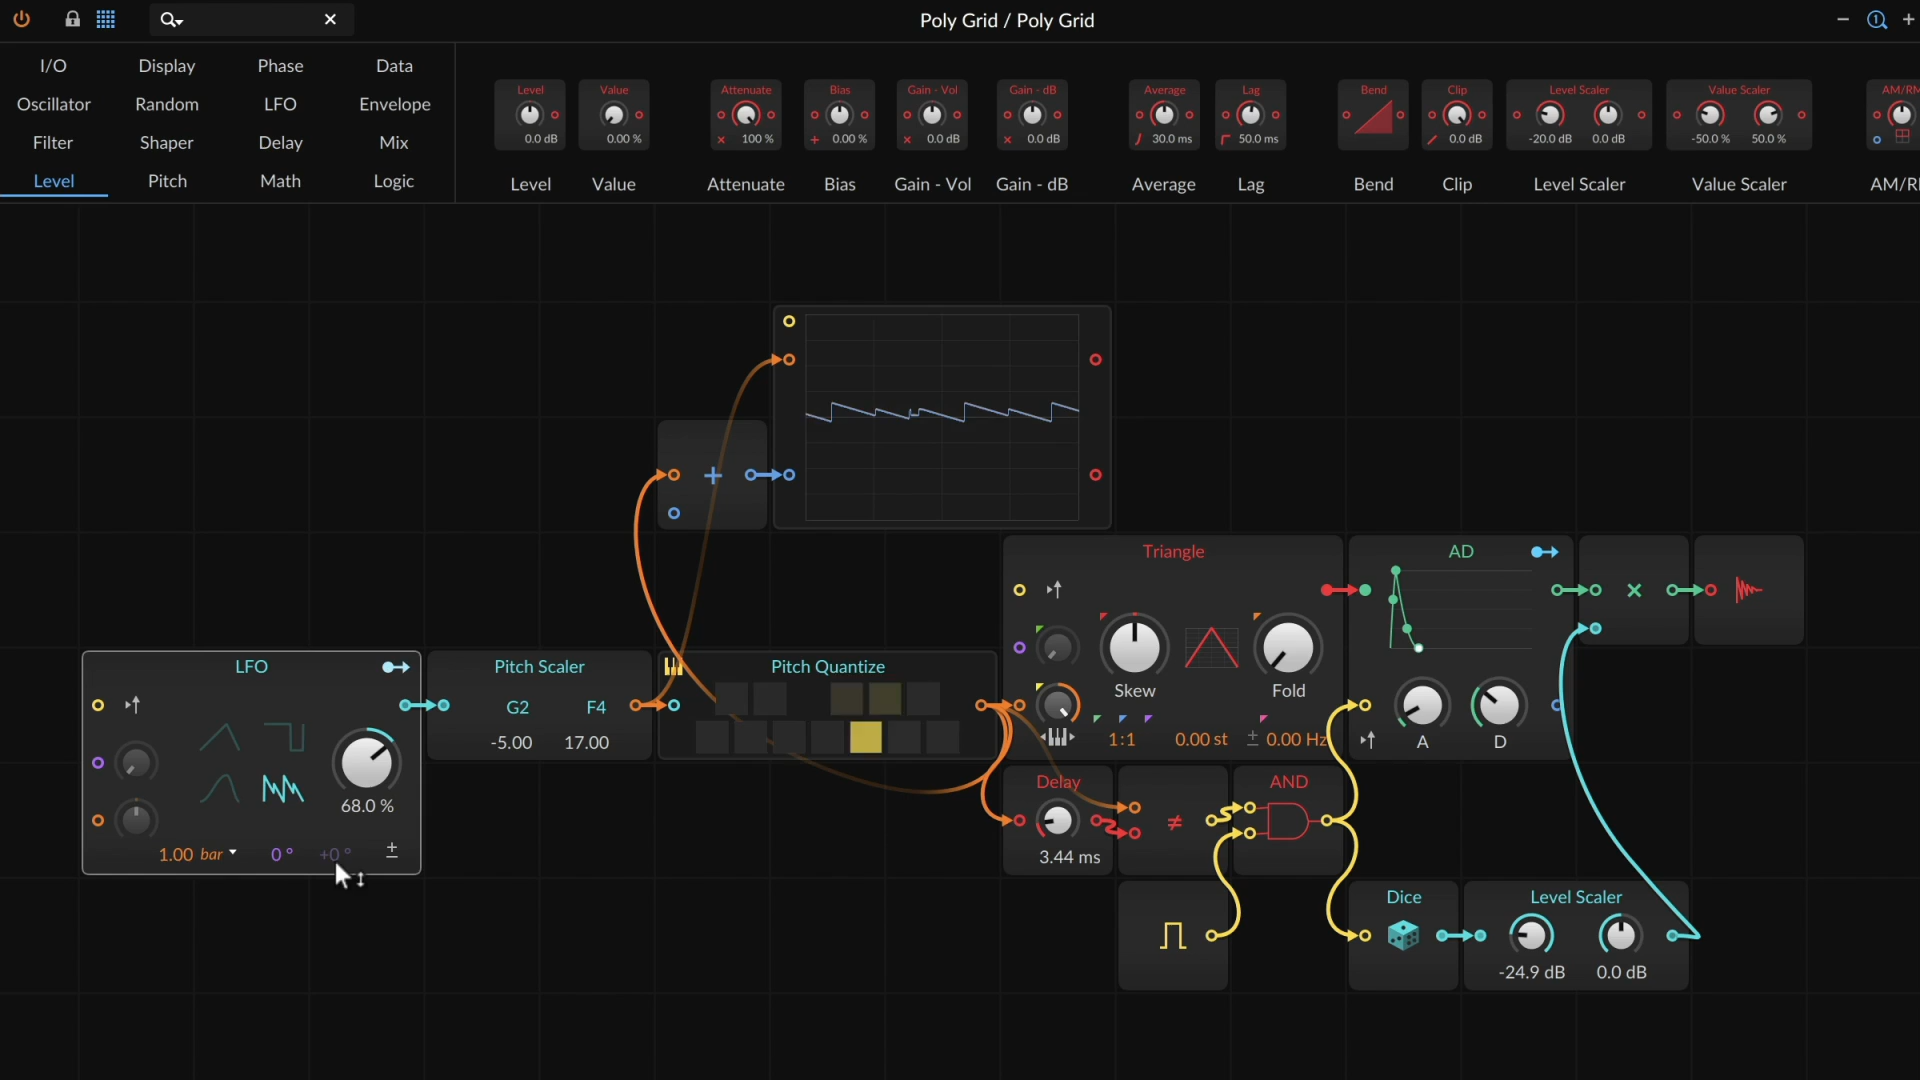 Poly Grid / Poly Grid
I/O Display Phase Data
Oscillator Random LFO Envelope
Filter Shaper Delay Mix
Level Pitch Math Logic
Level Value Attenuate Bias Gain - Vol Gain - dB Average Lag Bend Clip Level Scaler Value Scaler AM/RM
0.0 dB 0.00 % 100 % 0.00 % 0.0 dB 0.0 dB 30.0 ms 50.0 ms 0.0 dB -20.0 dB 0.0 dB -50.0 % 50.0 %
Level Value Attenuate Bias Gain - Vol Gain - dB Average Lag Bend Clip Level Scaler Value Scaler AM/RI
Triangle AD
Skew Fold
1:1 0.00 st ± 0.00 Hz
A D
LFO
68.0 %
1.00 bar 0 ° +0 ° ±
Pitch Scaler
G2 F4
-5.00 17.00
Pitch Quantize
Delay
3.44 ms
≠
AND
Dice
Level Scaler
-24.9 dB 0.0 dB